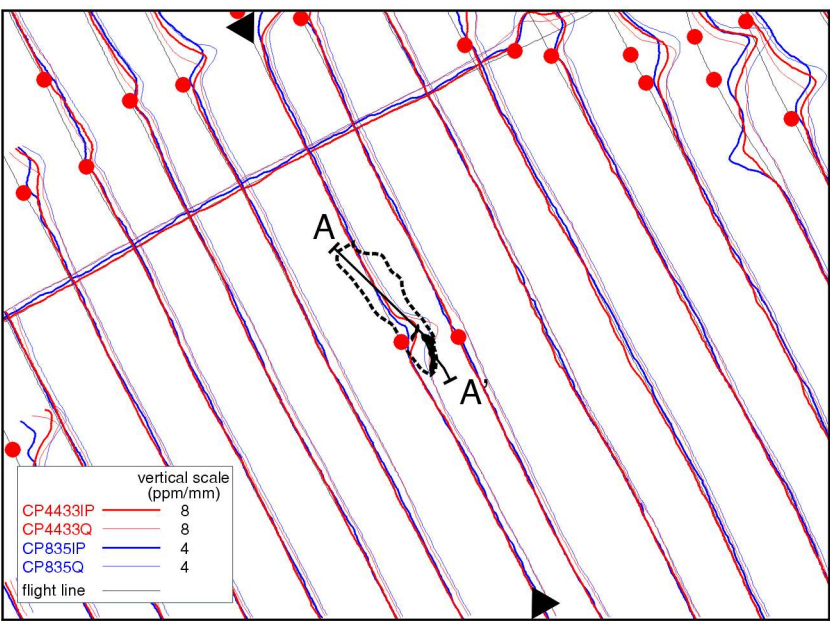 A
A'
vertical scale
(ppm/mm)
CP4433IP 8
CP4433Q 8
CP835IP 4
CP835Q 4
flight line